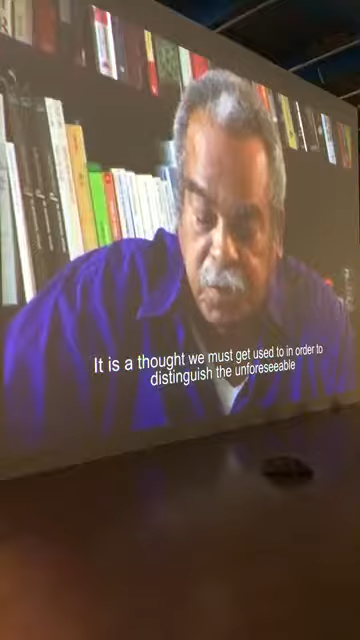 It is a thought we must get used to in order to
distinguish the unforeseeable